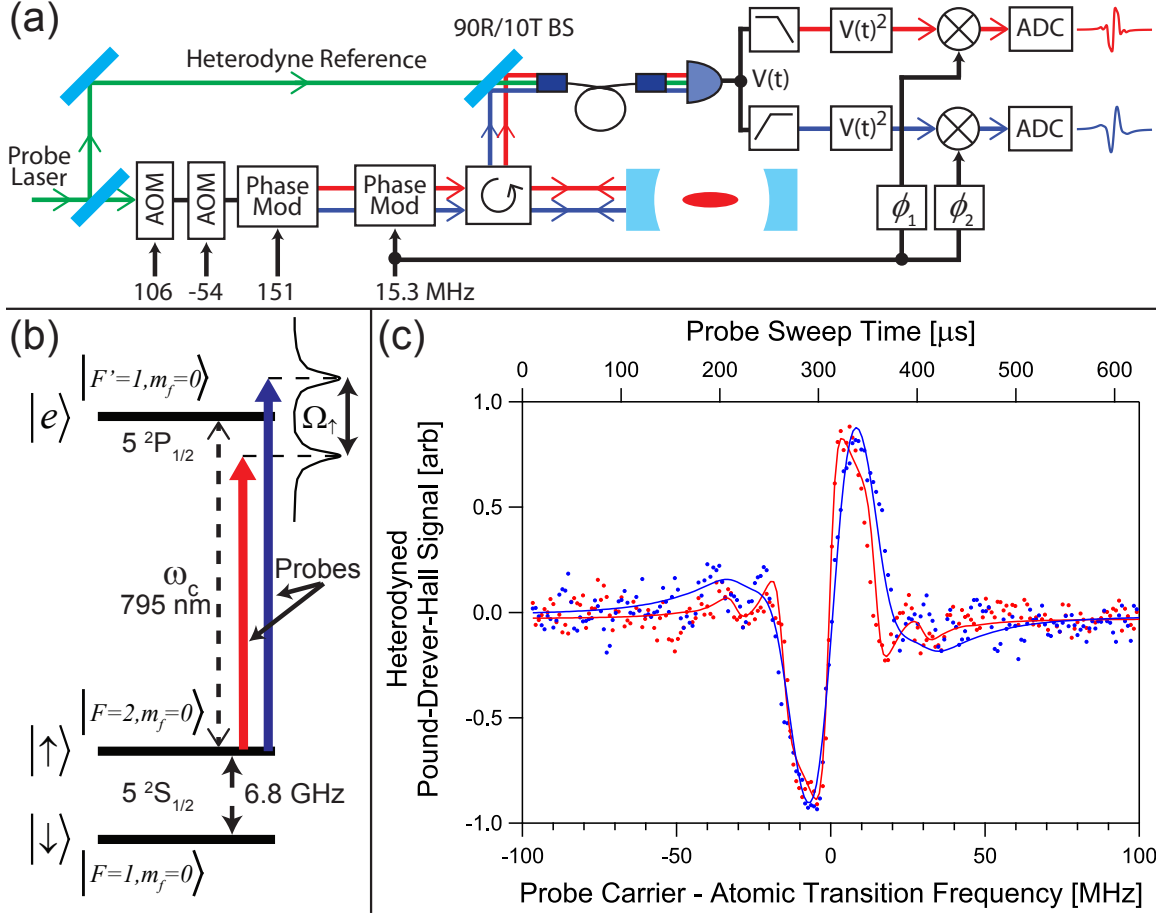 (a)
90R/10T BS
Heterodyne Reference
V(t)
V(t)²
ADC
Probe
Laser
AOM
AOM
Phase
Mod
Phase
Mod
V(t)²
ADC
ϕ₁
ϕ₂
106
-54
151
15.3 MHz
(b)
|F'=1,m_f=0⟩
|e⟩
5 ²P₁/₂
Ω↑
ω_c
795 nm
Probes
|F=2,m_f=0⟩
|↑⟩
5 ²S₁/₂
6.8 GHz
|↓⟩
|F=1,m_f=0⟩
(c)
Probe Sweep Time [μs]
0 100 200 300 400 500 600
Heterodyned
Pound-Drever-Hall Signal [arb]
1.0
0.5
0.0
-0.5
-1.0
-100 -50 0 50 100
Probe Carrier - Atomic Transition Frequency [MHz]